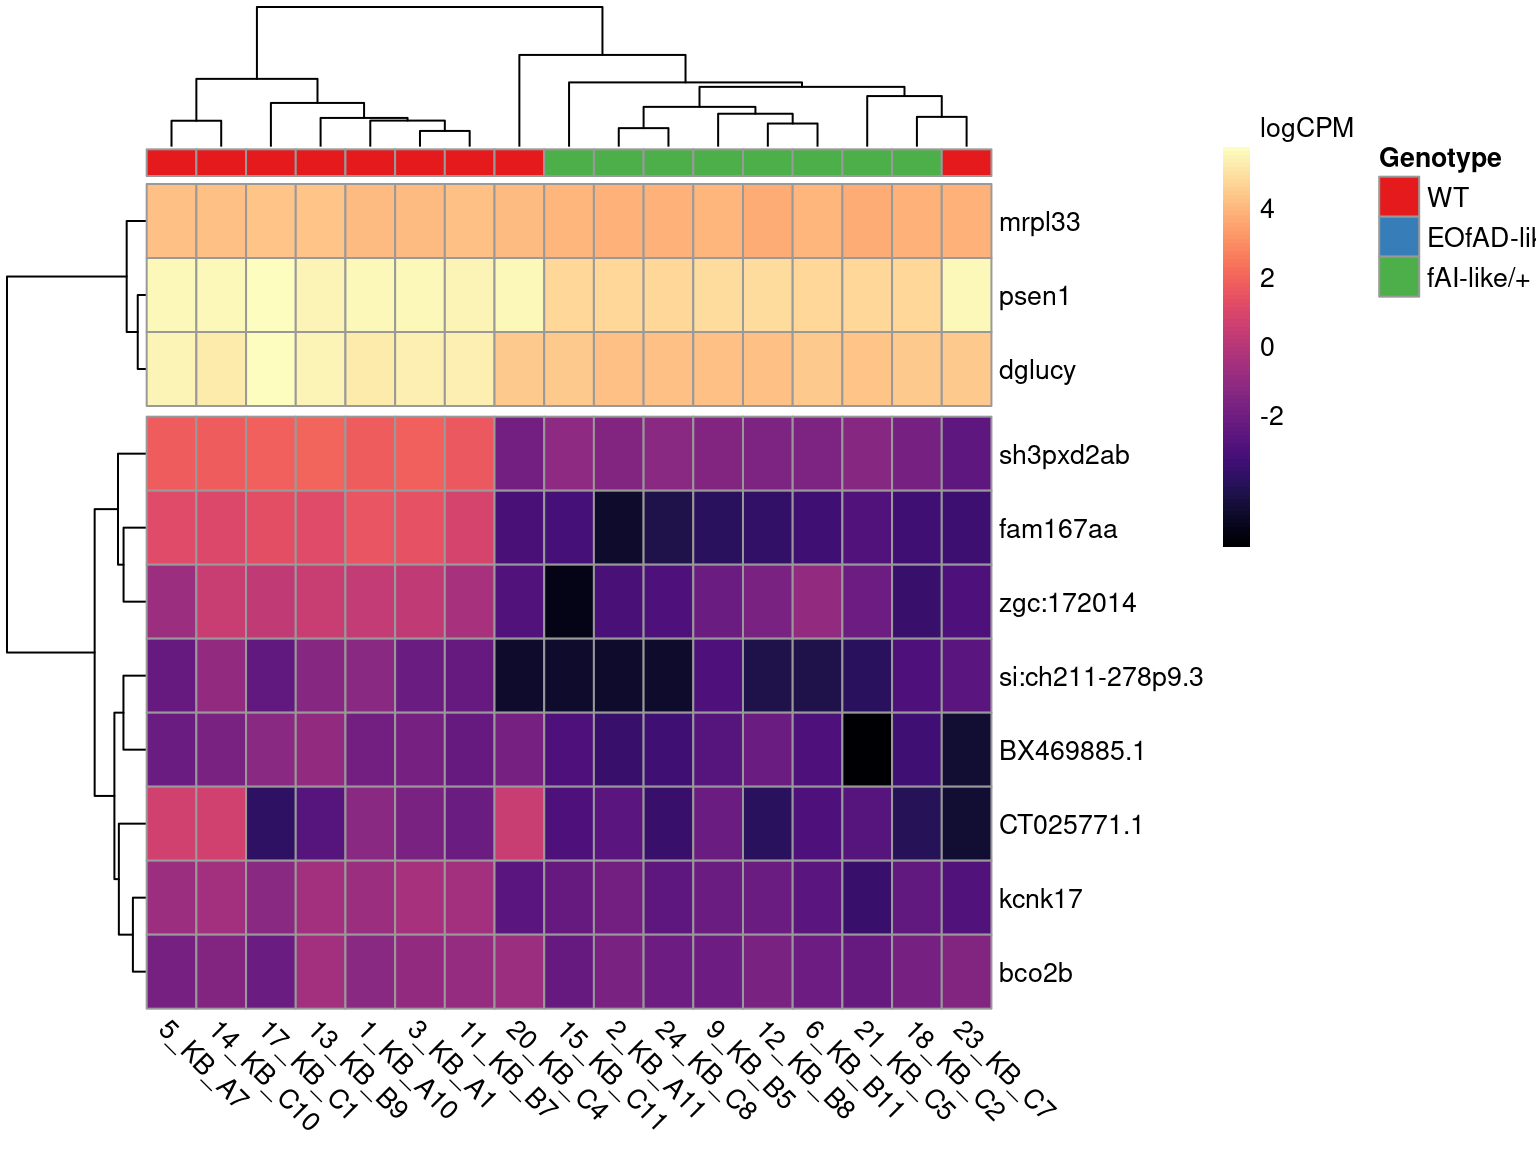 logCPM
4
2
0
-2
Genotype
WT
EOfAD-lik
fAI-like/+
mrpl33
psen1
dglucy
sh3pxd2ab
fam167aa
zgc:172014
si:ch211-278p9.3
BX469885.1
CT025771.1
kcnk17
bco2b
5_KB_A7
14_KB_C10
17_KB_C1
13_KB_B9
1_KB_A10
3_KB_A1
11_KB_B7
20_KB_C4
15_KB_C11
2_KB_A11
24_KB_C8
9_KB_B5
12_KB_B8
6_KB_B11
21_KB_C5
18_KB_C2
23_KB_C7